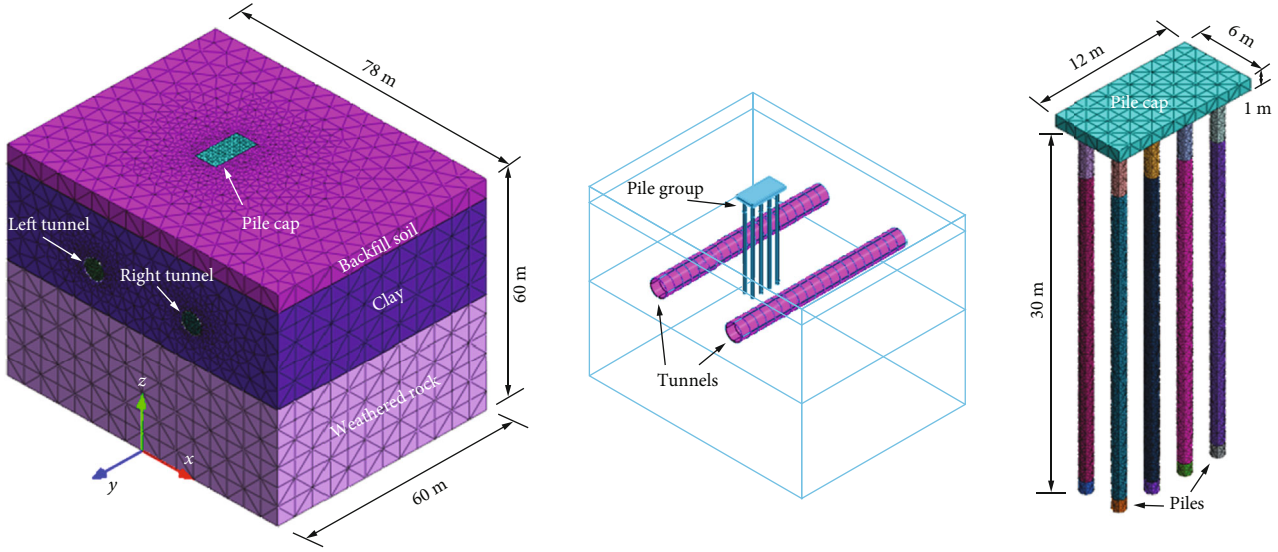 78 m
Pile cap
Left tunnel
Right tunnel
Backfill soil
Clay
Weathered rock
60 m
60 m
z
x
y
Pile group
Tunnels
12 m
6 m
1 m
Pile cap
30 m
Piles